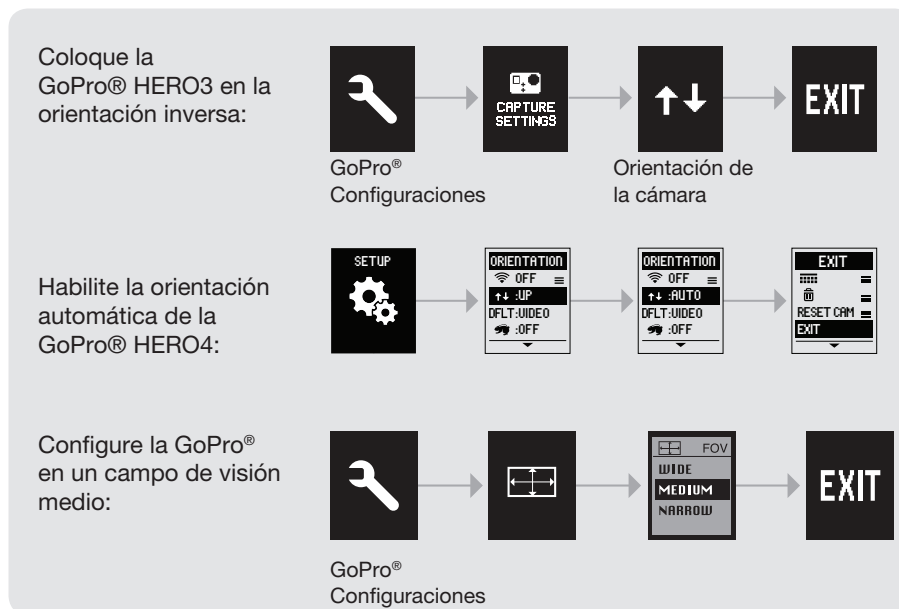 Coloque la
GoPro® HERO3 en la
orientación inversa:
CAPTURE
SETTINGS
EXIT
GoPro®
Configuraciones
Orientación de
la cámara
Habilite la orientación
automática de la
GoPro® HERO4:
SETUP
ORIENTATION
OFF
:UP
DFLT:VIDEO
:OFF
ORIENTATION
OFF
:AUTO
DFLT:VIDEO
:OFF
EXIT
RESET CAM
EXIT
Configure la GoPro®
en un campo de visión
medio:
FOV
WIDE
MEDIUM
NARROW
EXIT
GoPro®
Configuraciones